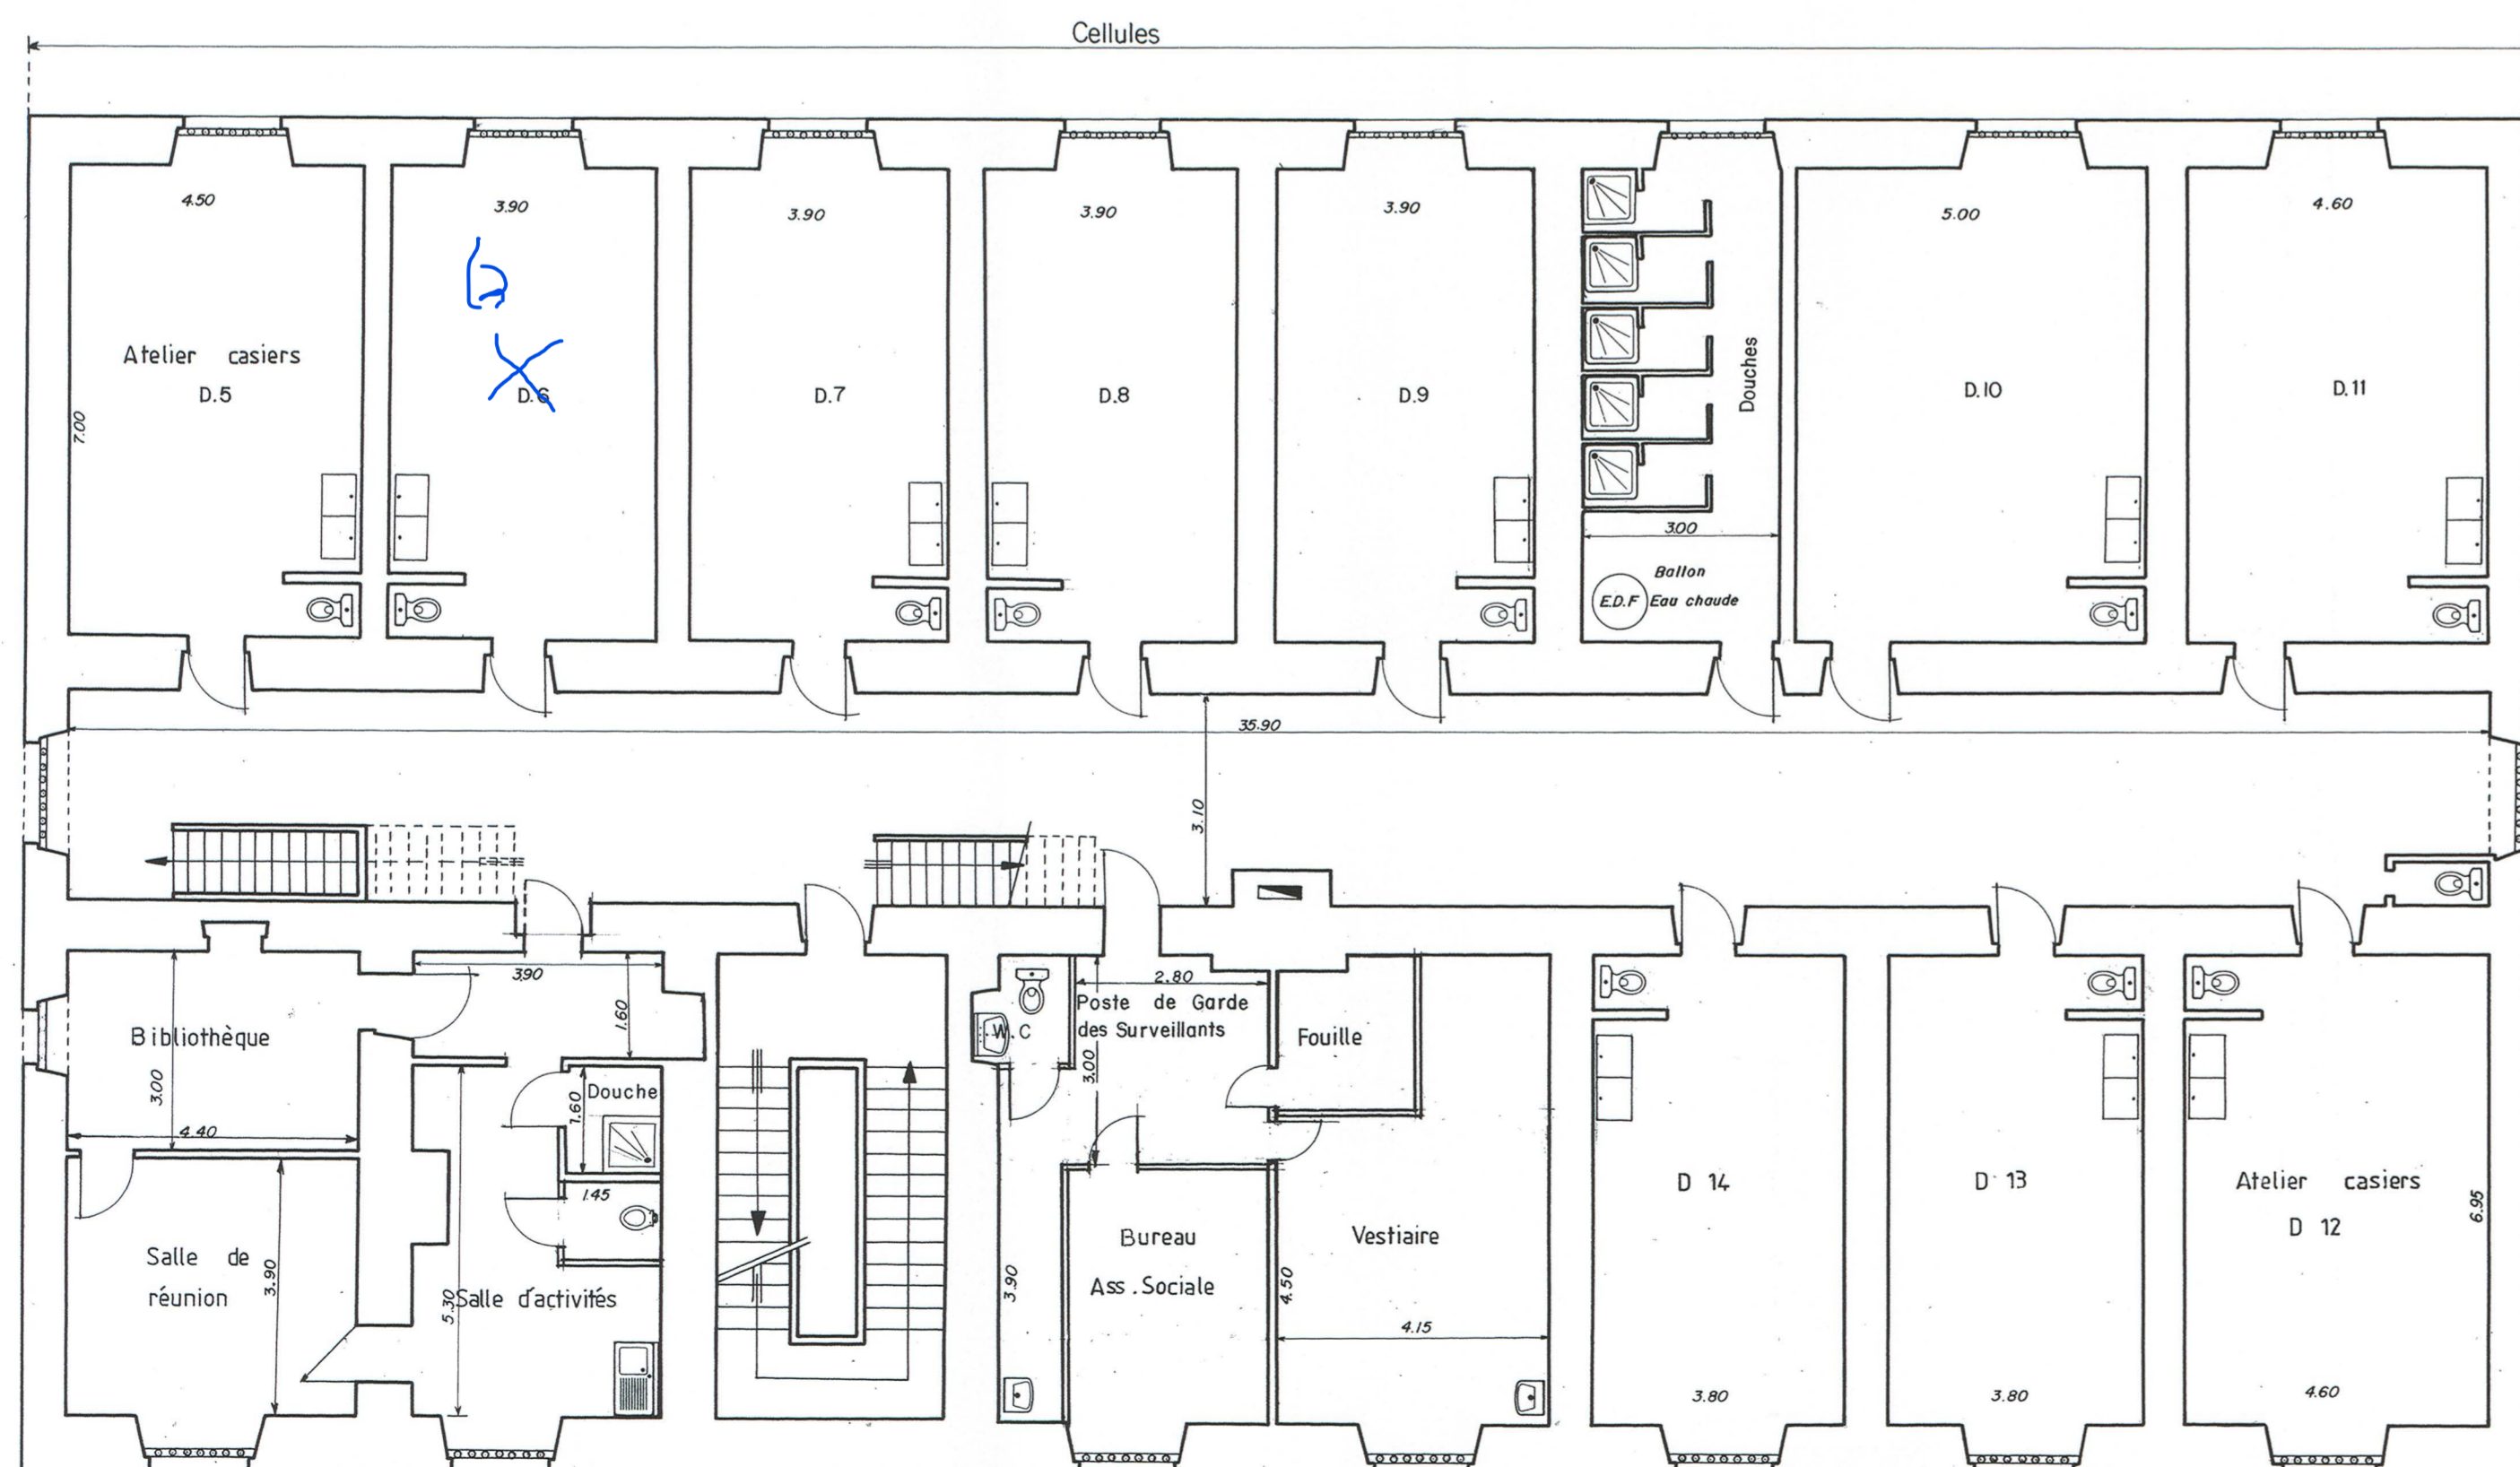 Cellules
4.50
3.90
3.90
3.90
3.90
5.00
4.60
Atelier casiers
D.5
D.6
D.7
D.8
D.9
Douches
D.10
D.11
7.00
3.00
Ballon
E.D.F Eau chaude
35.90
3.10
3.90
1.60
2.80
Poste de Garde
des Surveillants
W.C
3.00
Fouille
Bibliothèque
3.00
4.40
Douche
1.60
1.45
Salle de
réunion
3.90
Salle d'activités
5.30
3.90
Bureau
Ass. Sociale
Vestiaire
4.50
4.15
D 14
D 13
Atelier casiers
D 12
6.95
3.80
3.80
4.60